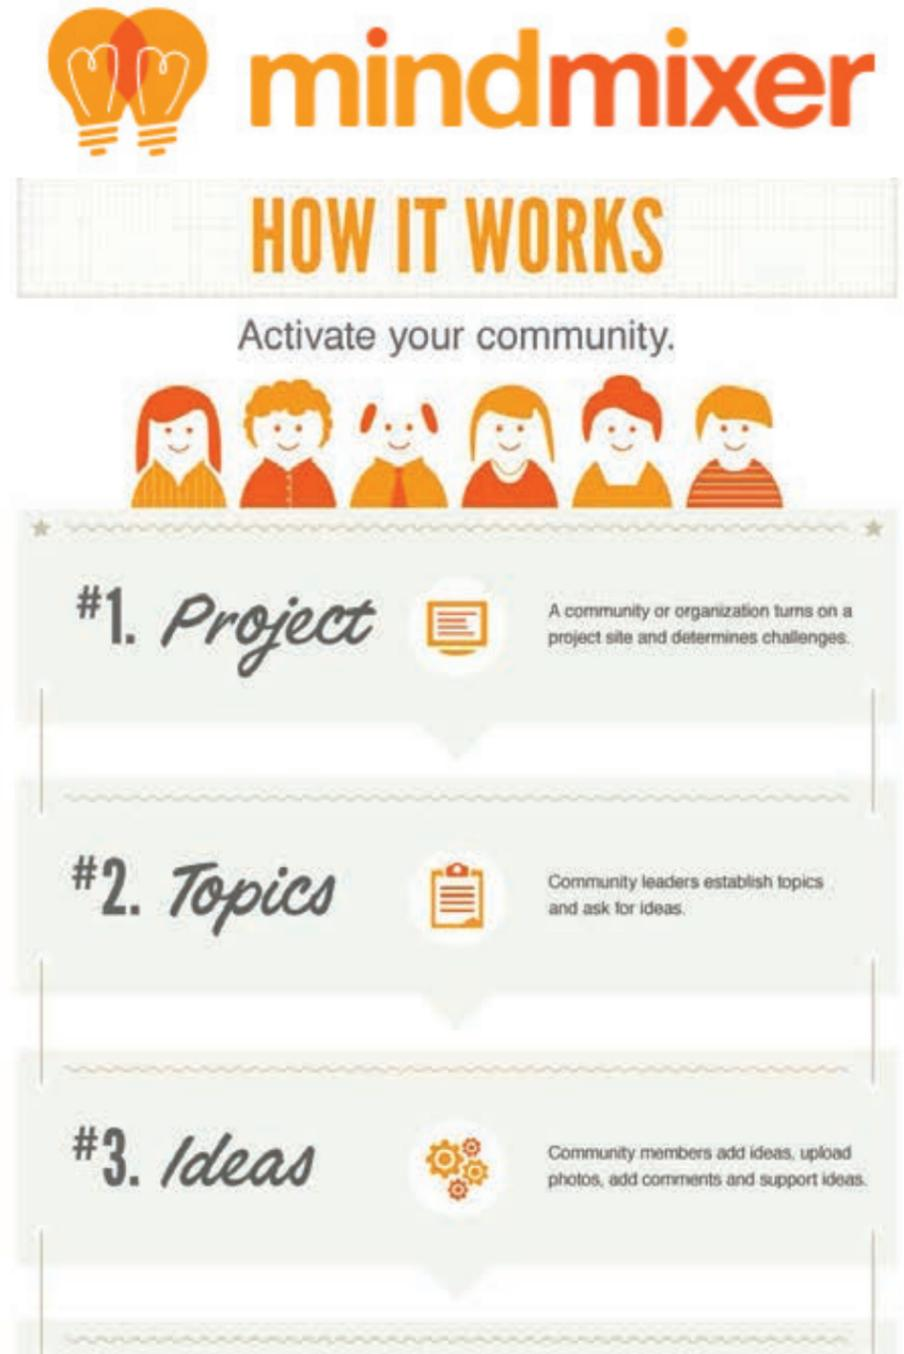 mindmixer
HOW IT WORKS
Activate your community.
#1. Project
A community or organization turns on a
project site and determines challenges.
#2. Topics
Community leaders establish topics
and ask for ideas.
#3. Ideas
Community members add ideas, upload
photos, add comments and support ideas.